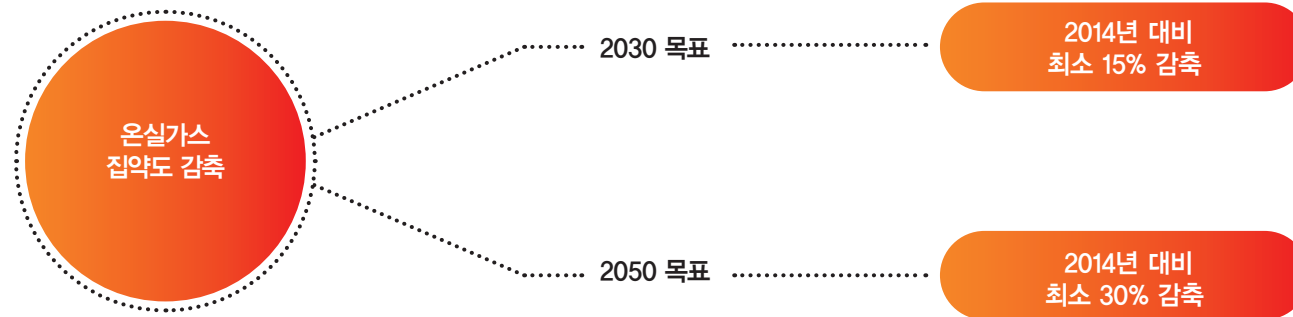 온실가스
집약도 감축
2030 목표
2014년 대비
최소 15% 감축
2050 목표
2014년 대비
최소 30% 감축